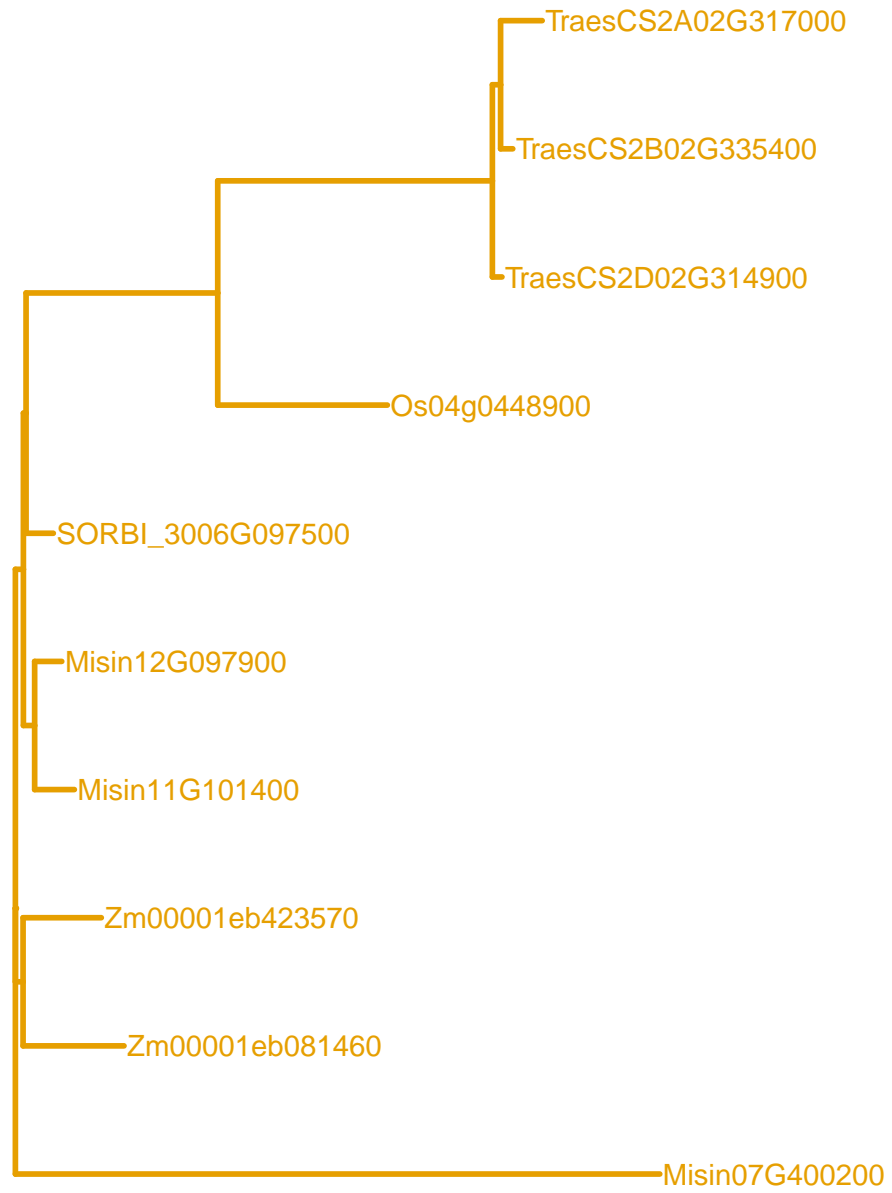 TraesCS2A02G317000
TraesCS2B02G335400
TraesCS2D02G314900
Os04g0448900
SORBI_3006G097500
Misin12G097900
Misin11G101400
Zm00001eb423570
Zm00001eb081460
Misin07G400200